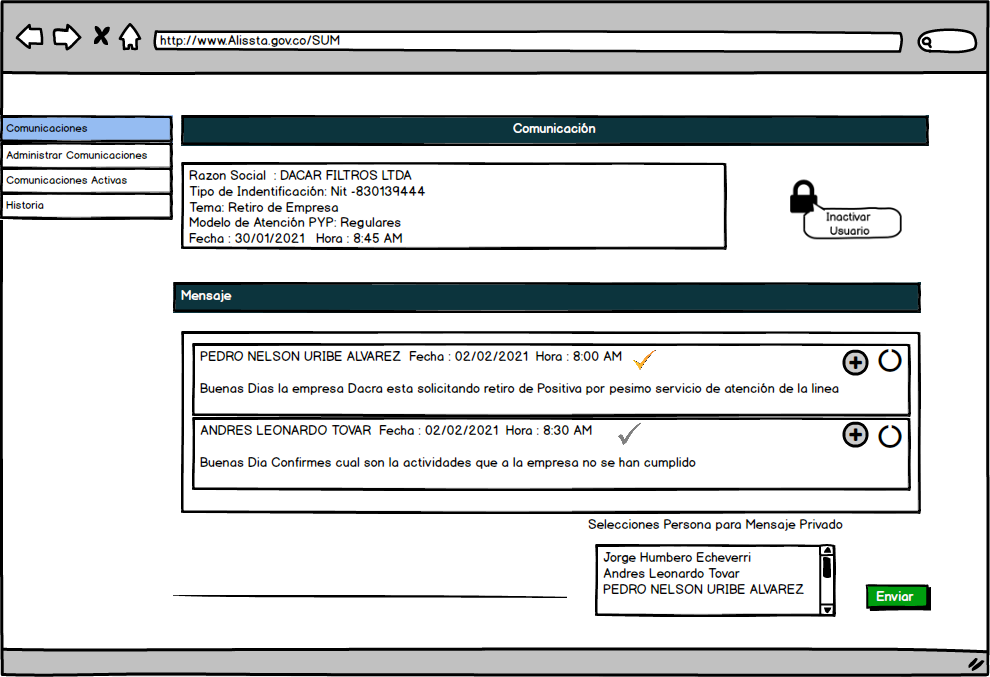 http://www.Alissta.gov.co/SUM
Comunicaciones
Administrar Comunicaciones
Comunicaciones Activas
Historia
Comunicación
Razon Social : DACAR FILTROS LTDA
Tipo de Indentificación: Nit -830139444
Tema: Retiro de Empresa
Modelo de Atención PYP: Regulares
Fecha : 30/01/2021 Hora : 8:45 AM
Inactivar
Usuario
Mensaje
PEDRO NELSON URIBE ALVAREZ Fecha : 02/02/2021 Hora : 8:00 AM
Buenas Dias la empresa Dacra esta solicitando retiro de Positiva por pesimo servicio de atención de la linea
ANDRES LEONARDO TOVAR Fecha : 02/02/2021 Hora : 8:30 AM
Buenas Dia Confirmes cual son la actividades que a la empresa no se han cumplido
Selecciones Persona para Mensaje Privado
Jorge Humbero Echeverri
Andres Leonardo Tovar
PEDRO NELSON URIBE ALVAREZ
Enviar